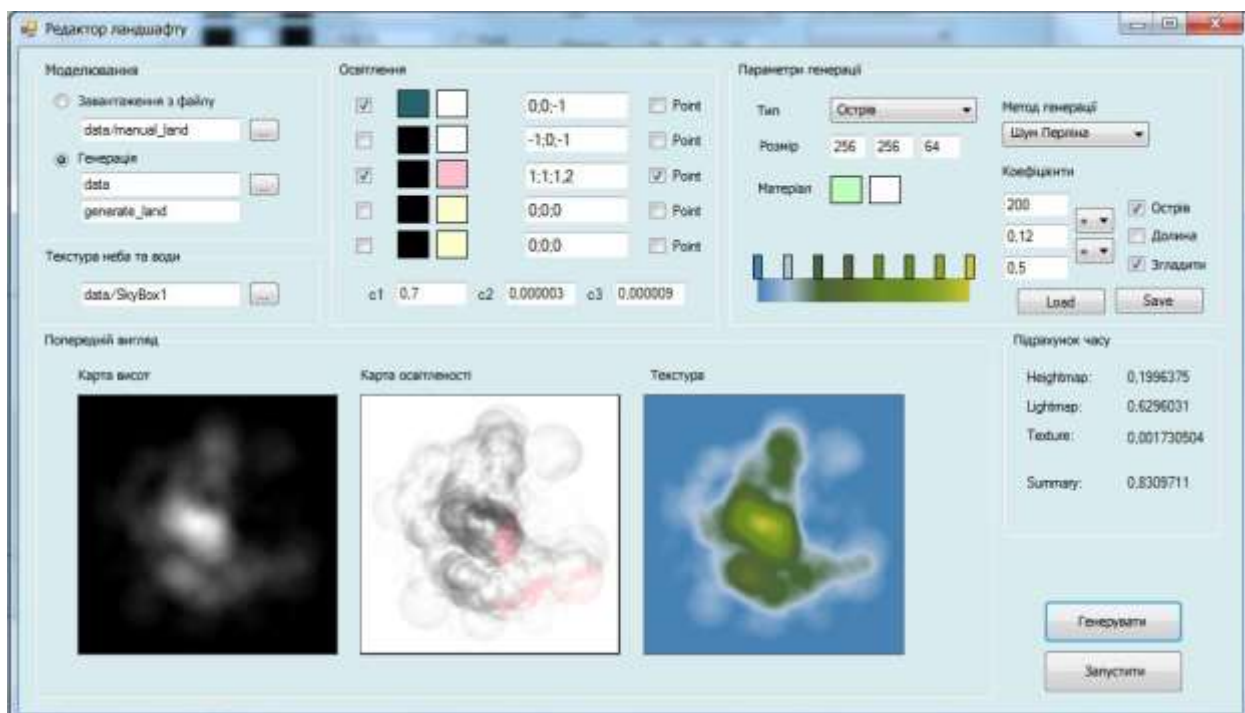 Редактор ландшафту
Моделювання
Завантаження з файлу
data/manual_land
...
Генерація
data
...
generate_land
Текстура неба та води
data/SkyBox1
...
Освітлення
0;0;-1
Point
-1;0;-1
Point
1;1;1,2
Point
0;0;0
Point
0;0;0
Point
c1 0,7 c2 0,000003 c3 0,000009
Параметри генерації
Тип Острів
Розмір 256 256 64
Матеріал
Метод генерації
Шум Перліна
Коефіцієнти
200
0,12
0,5
Острів
Долина
Згладити
Load Save
Попередній вигляд
Карта висот
Карта освітленості
Текстура
Підрахунок часу
Heightmap: 0,1996375
Lightmap: 0,6296031
Texture: 0,001730504
Summary: 0,8309711
Генерувати
Запустити